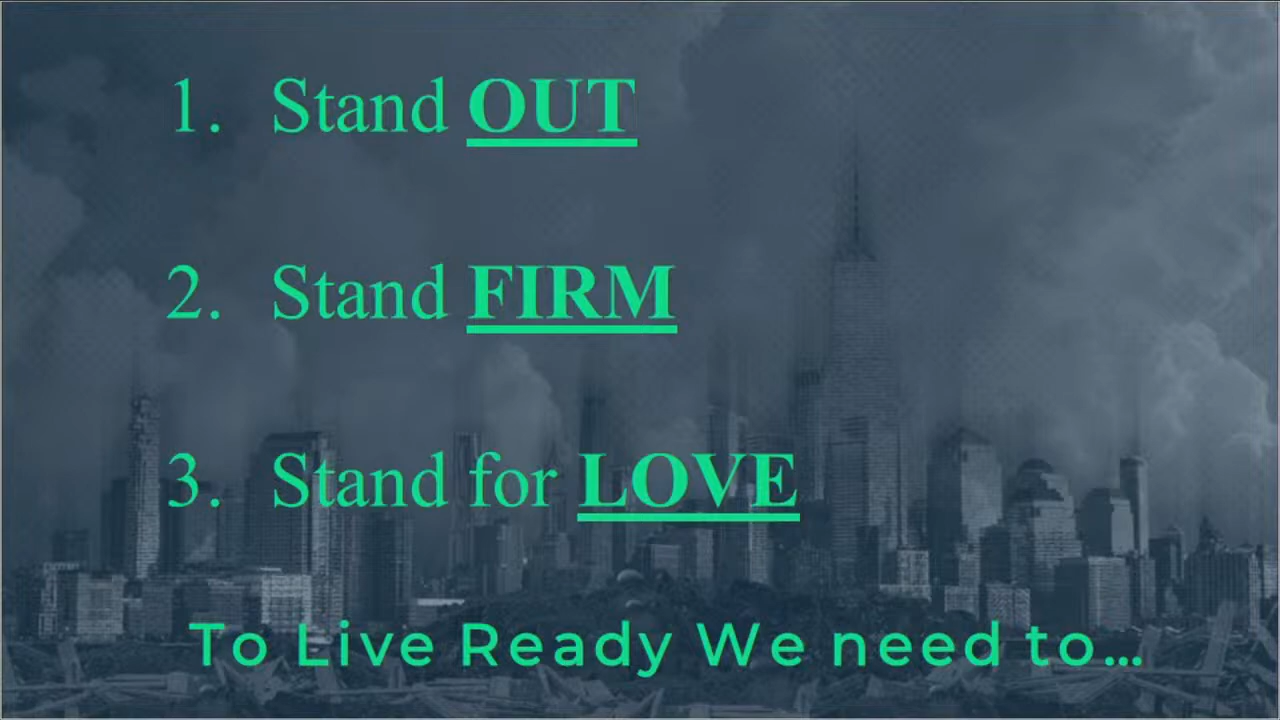 1. Stand OUT
2. Stand FIRM
3. Stand for LOVE
To Live Ready We need to…